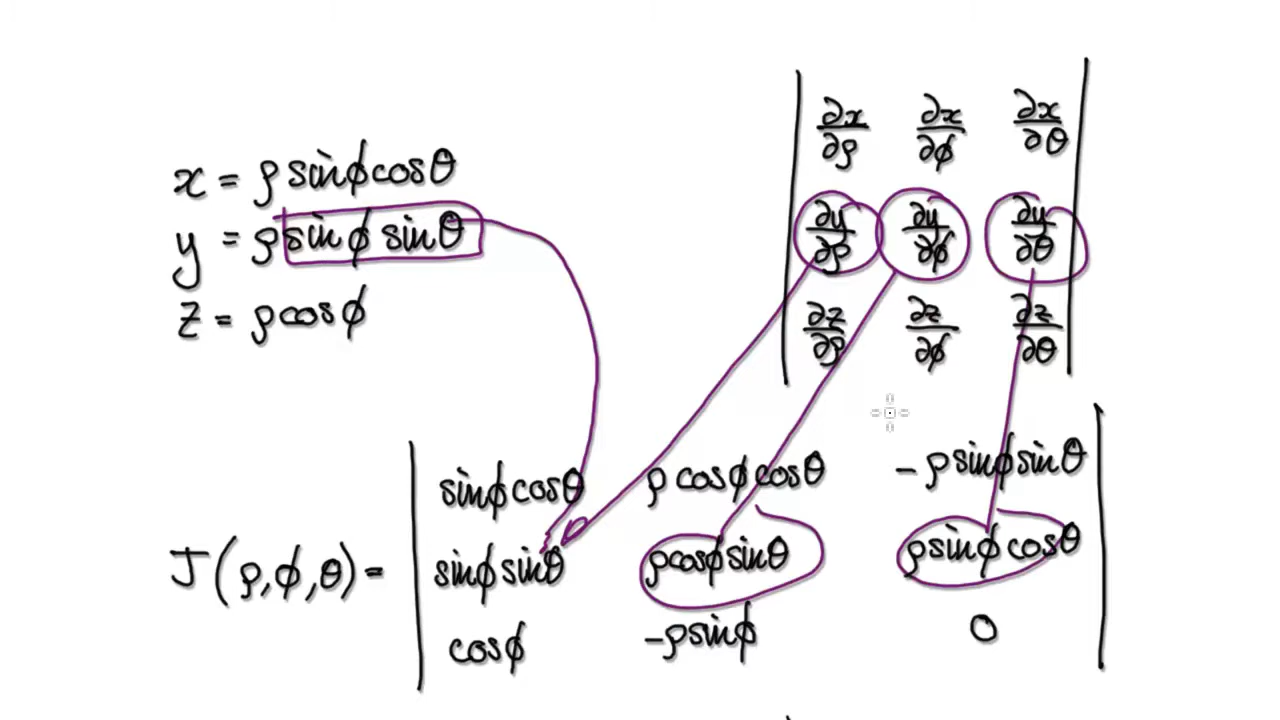 x = ρ sinϕ cosθ
y = ρ sinϕ sinθ
z = ρ cosϕ
∂x/∂ρ ∂x/∂ϕ ∂x/∂θ
∂y/∂ρ ∂y/∂ϕ ∂y/∂θ
∂z/∂ρ ∂z/∂ϕ ∂z/∂θ
sinϕ cosθ ρ cosϕ cosθ -ρ sinϕ sinθ
J(ρ,ϕ,θ) = sinϕ sinθ ρ cosϕ sinθ ρ sinϕ cosθ
cosϕ -ρ sinϕ 0